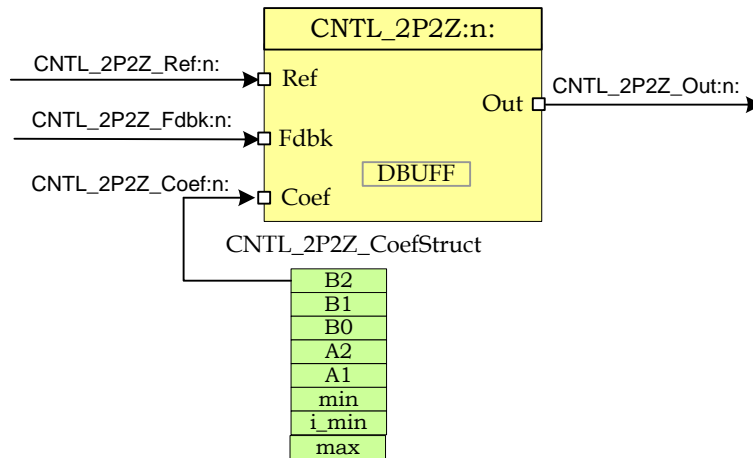 CNTL_2P2Z:n:
CNTL_2P2Z_Ref:n:
Ref
CNTL_2P2Z_Out:n:
Out
CNTL_2P2Z_Fdbk:n:
Fdbk
DBUFF
CNTL_2P2Z_Coef:n:
Coef
CNTL_2P2Z_CoefStruct
B2
B1
B0
A2
A1
min
i_min
max